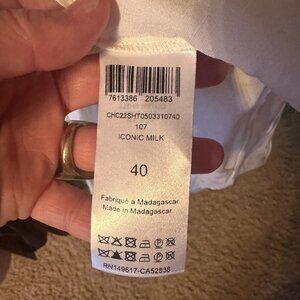 7613386 205483
CHC22SHT0503310740
107
ICONIC MILK
40
Fabriqué à Madagascar
Made in Madagascar
RN149617-CA52838